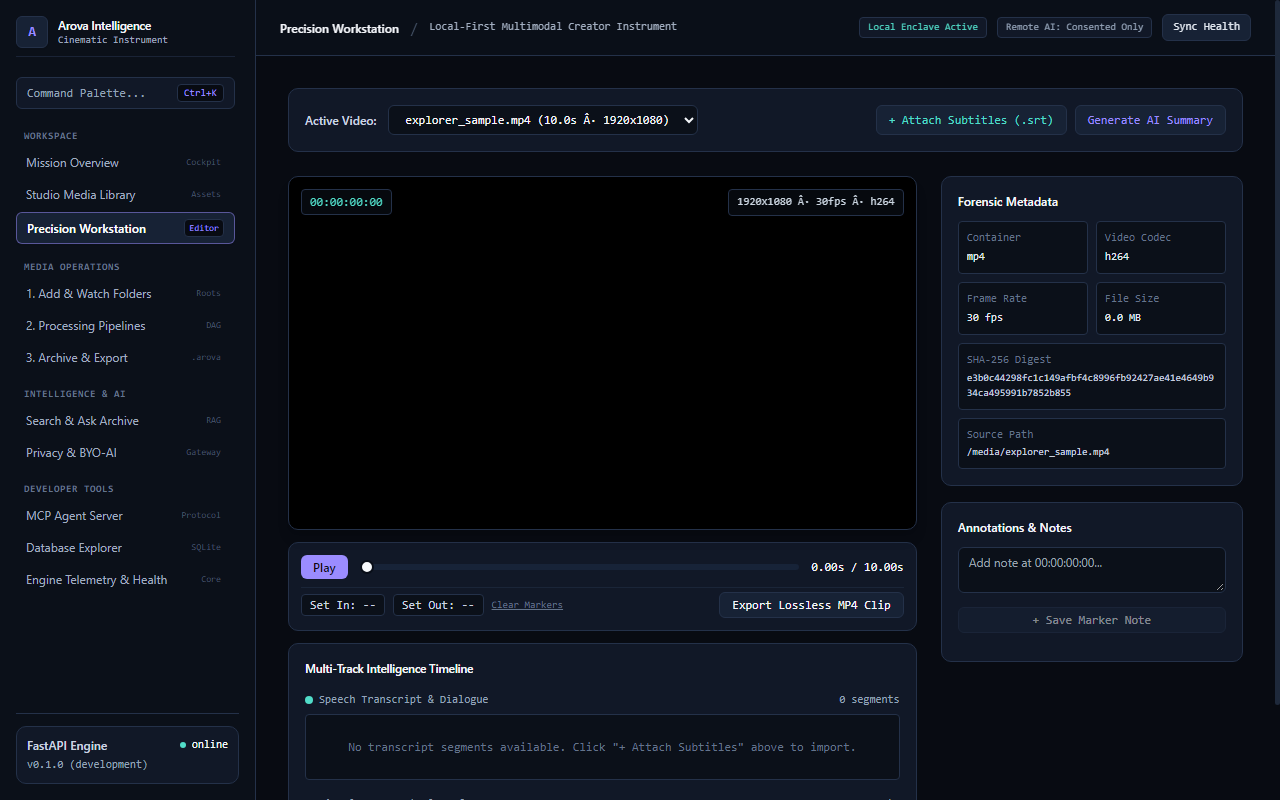 A
Arova Intelligence
Cinematic Instrument
Command Palette... Ctrl+K
WORKSPACE
Mission Overview Cockpit
Studio Media Library Assets
Precision Workstation Editor
MEDIA OPERATIONS
1. Add & Watch Folders Roots
2. Processing Pipelines DAG
3. Archive & Export .arova
INTELLIGENCE & AI
Search & Ask Archive RAG
Privacy & BYO-AI Gateway
DEVELOPER TOOLS
MCP Agent Server Protocol
Database Explorer SQLite
Engine Telemetry & Health Core
FastAPI Engine online
v0.1.0 (development)
Precision Workstation / Local-First Multimodal Creator Instrument
Local Enclave Active
Remote AI: Consented Only
Sync Health
Active Video: explorer_sample.mp4 (10.0s Â· 1920x1080)
+ Attach Subtitles (.srt)
Generate AI Summary
00:00:00:00
1920x1080 Â· 30fps Â· h264
Play 0.00s / 10.00s
Set In: -- Set Out: -- Clear Markers Export Lossless MP4 Clip
Multi-Track Intelligence Timeline
Speech Transcript & Dialogue 0 segments
No transcript segments available. Click "+ Attach Subtitles" above to import.
Forensic Metadata
Container
mp4
Video Codec
h264
Frame Rate
30 fps
File Size
0.0 MB
SHA-256 Digest
e3b0c44298fc1c149afbf4c8996fb92427ae41e4649b9
34ca495991b7852b855
Source Path
/media/explorer_sample.mp4
Annotations & Notes
Add note at 00:00:00:00...
+ Save Marker Note